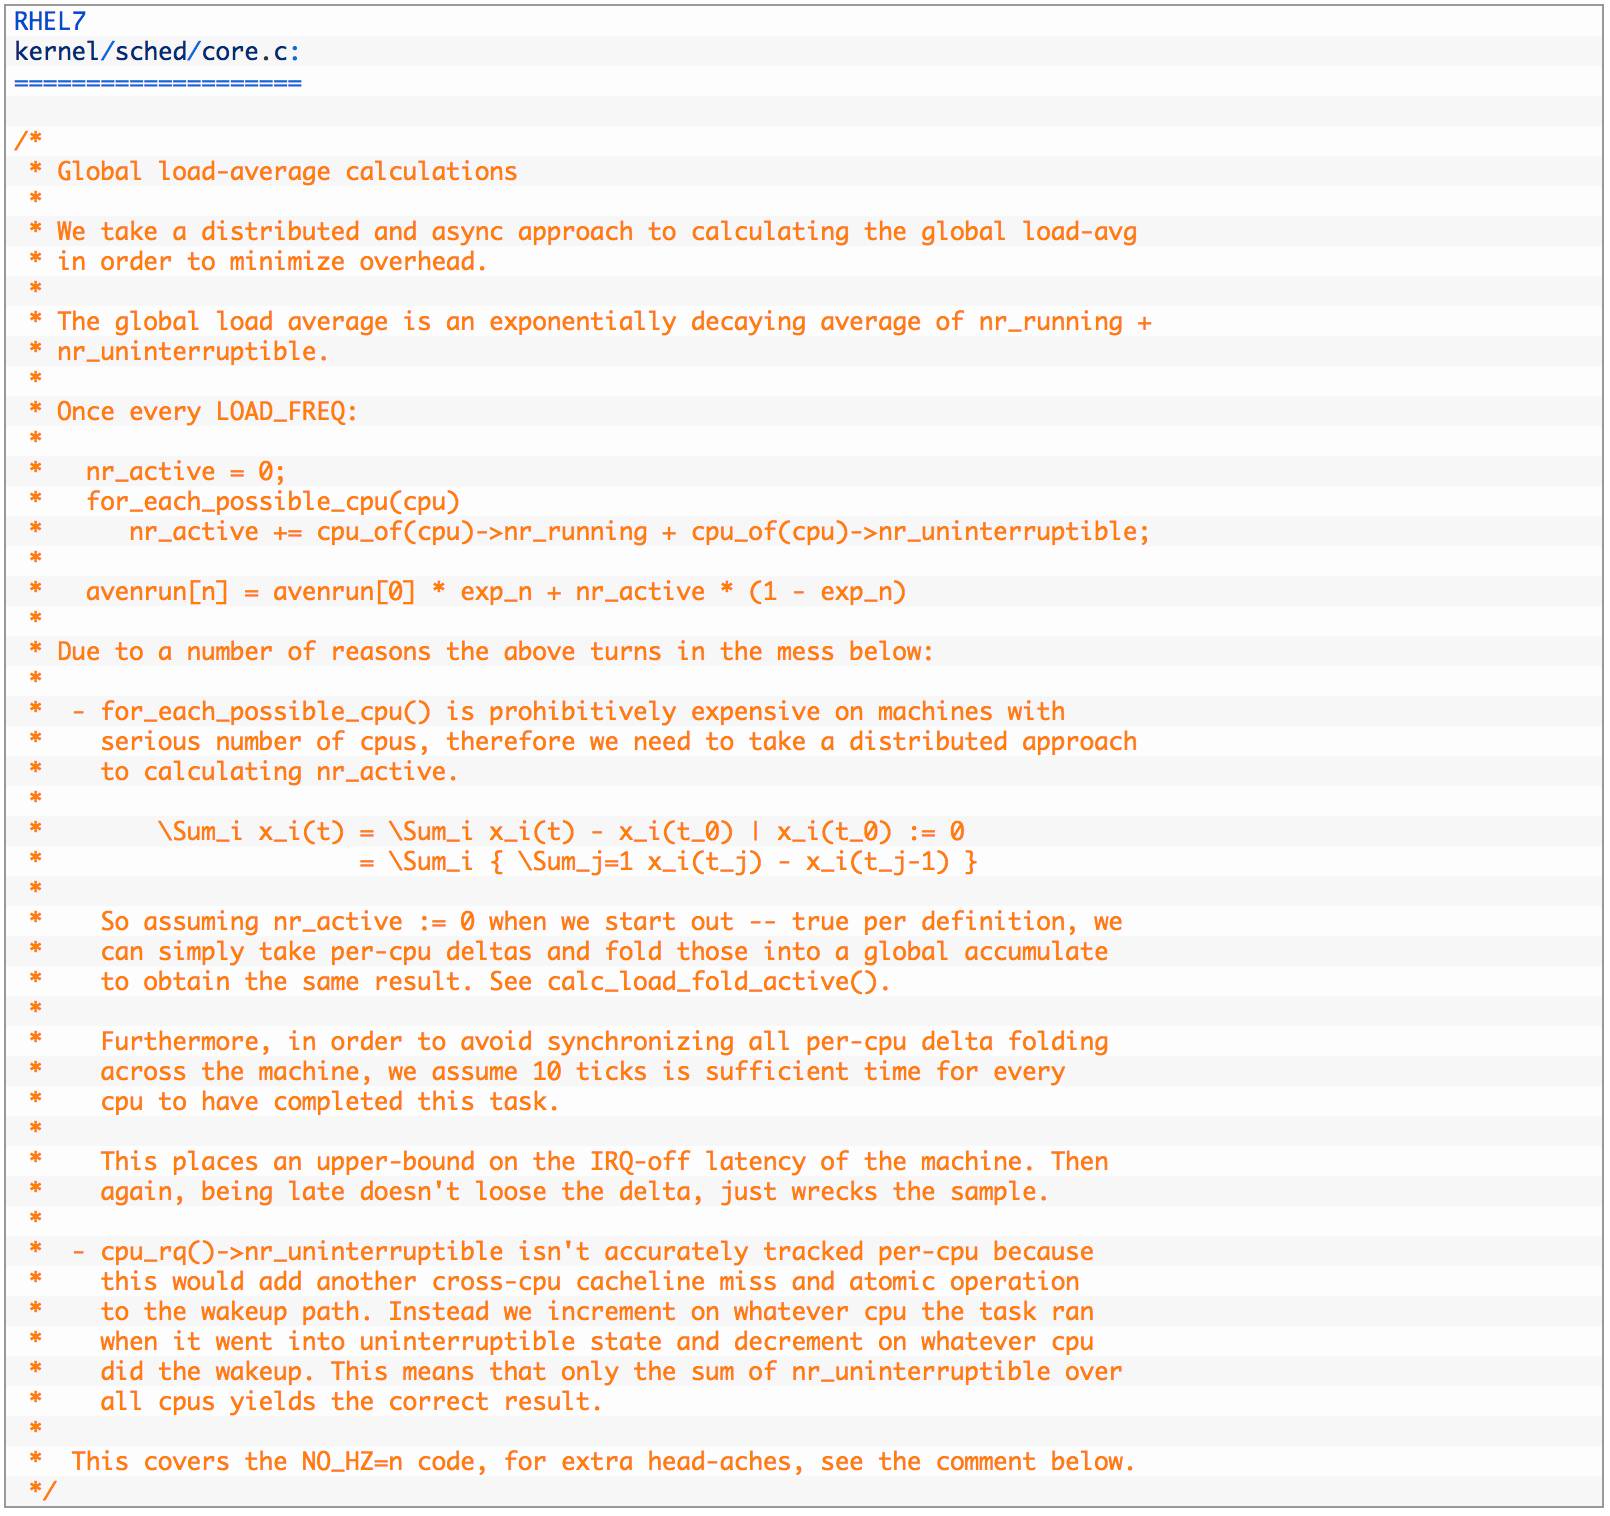 RHEL7
kernel/sched/core.c:
====================
/*
 * Global load-average calculations
 *
 * We take a distributed and async approach to calculating the global load-avg
 * in order to minimize overhead.
 *
 * The global load average is an exponentially decaying average of nr_running +
 * nr_uninterruptible.
 *
 * Once every LOAD_FREQ:
 *
 *   nr_active = 0;
 *   for_each_possible_cpu(cpu)
 *      nr_active += cpu_of(cpu)->nr_running + cpu_of(cpu)->nr_uninterruptible;
 *
 *   avenrun[n] = avenrun[0] * exp_n + nr_active * (1 - exp_n)
 *
 * Due to a number of reasons the above turns in the mess below:
 *
 *  - for_each_possible_cpu() is prohibitively expensive on machines with
 *    serious number of cpus, therefore we need to take a distributed approach
 *    to calculating nr_active.
 *
 *        \Sum_i x_i(t) = \Sum_i x_i(t) - x_i(t_0) | x_i(t_0) := 0
 *                      = \Sum_i { \Sum_j=1 x_i(t_j) - x_i(t_j-1) }
 *
 *    So assuming nr_active := 0 when we start out -- true per definition, we
 *    can simply take per-cpu deltas and fold those into a global accumulate
 *    to obtain the same result. See calc_load_fold_active().
 *
 *    Furthermore, in order to avoid synchronizing all per-cpu delta folding
 *    across the machine, we assume 10 ticks is sufficient time for every
 *    cpu to have completed this task.
 *
 *    This places an upper-bound on the IRQ-off latency of the machine. Then
 *    again, being late doesn't loose the delta, just wrecks the sample.
 *
 *  - cpu_rq()->nr_uninterruptible isn't accurately tracked per-cpu because
 *    this would add another cross-cpu cacheline miss and atomic operation
 *    to the wakeup path. Instead we increment on whatever cpu the task ran
 *    when it went into uninterruptible state and decrement on whatever cpu
 *    did the wakeup. This means that only the sum of nr_uninterruptible over
 *    all cpus yields the correct result.
 *
 *  This covers the NO_HZ=n code, for extra head-aches, see the comment below.
 */